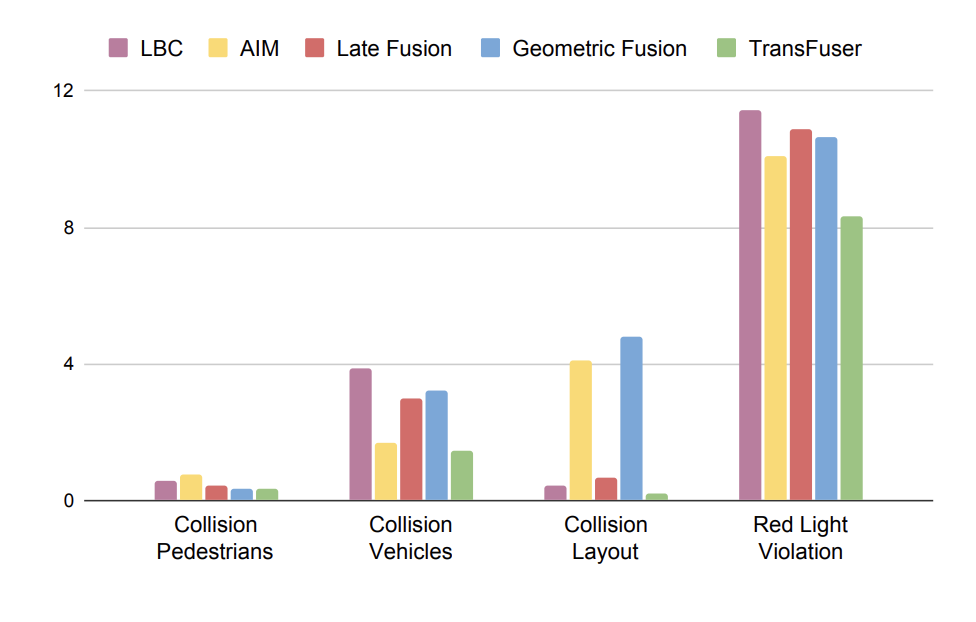 LBC AIM Late Fusion Geometric Fusion TransFuser
12
8
4
0
Collision Pedestrians
Collision Vehicles
Collision Layout
Red Light Violation